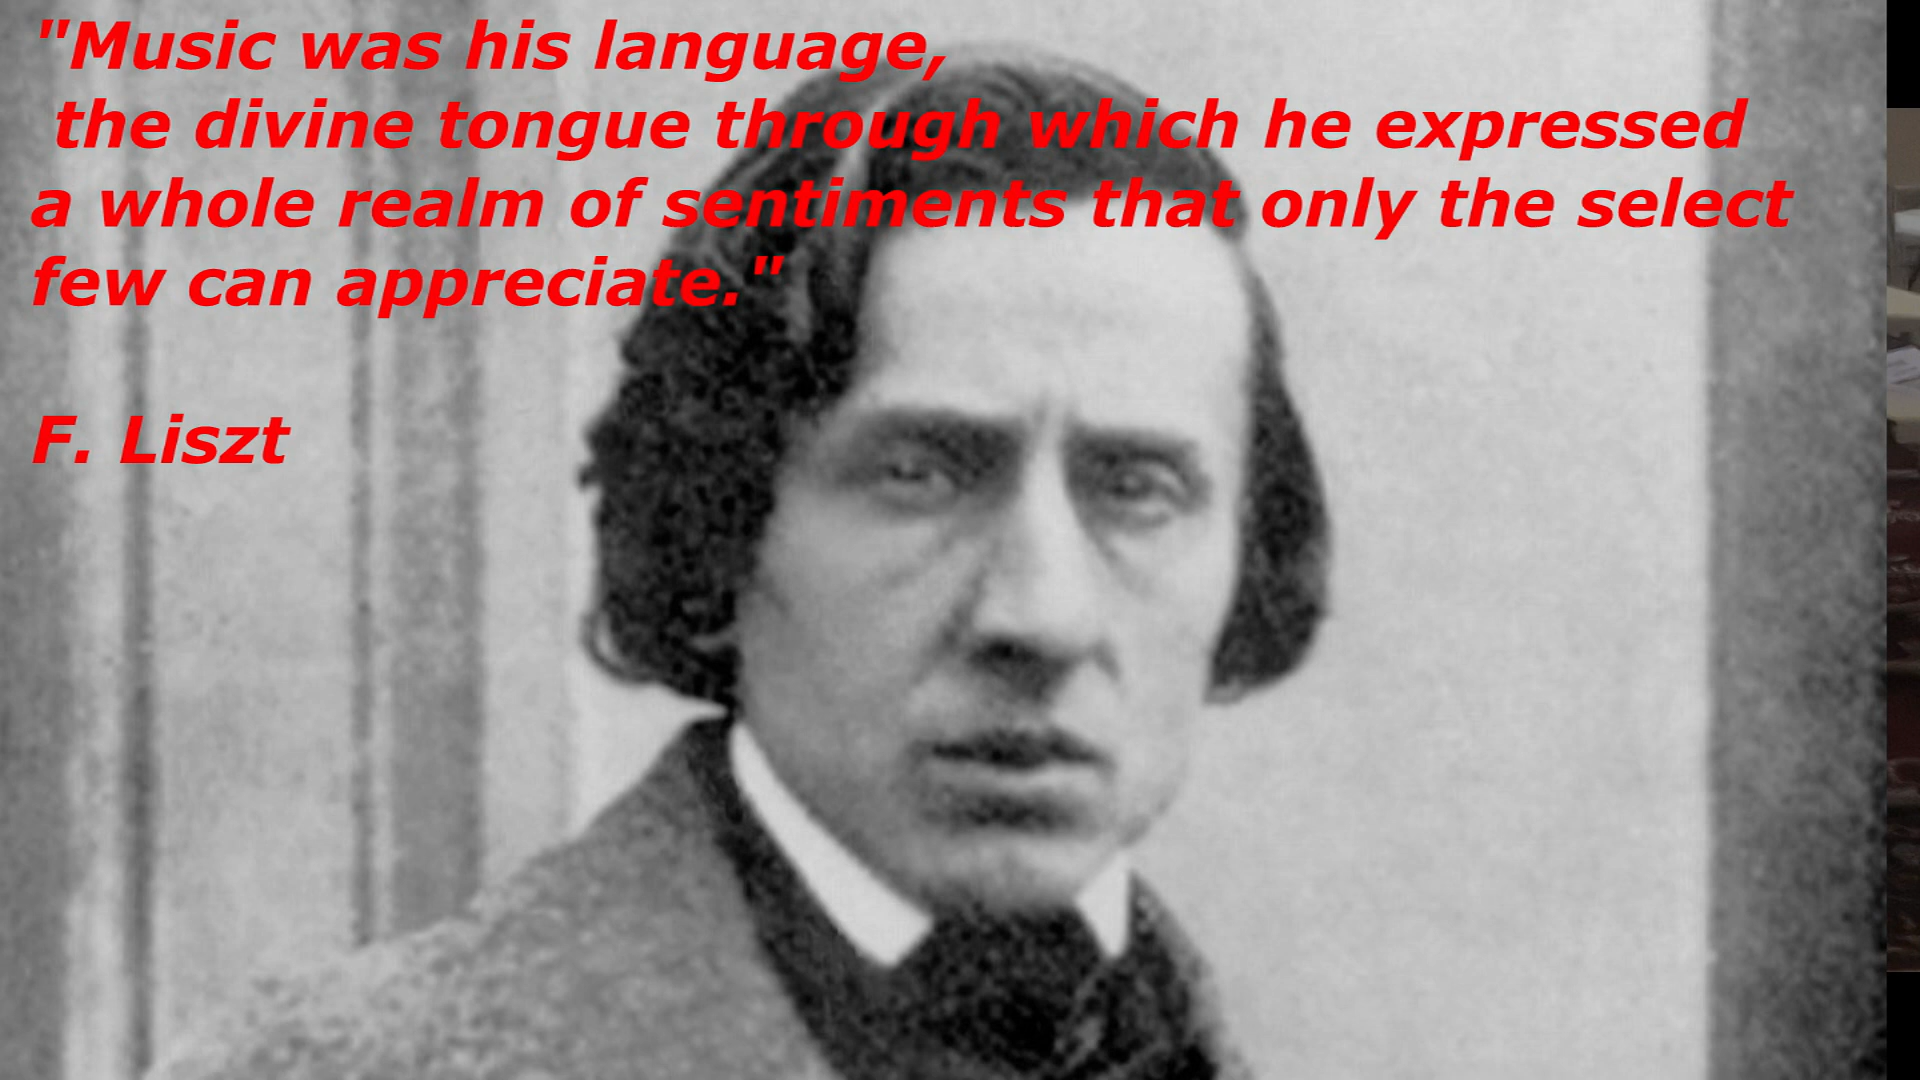 "Music was his language,
the divine tongue through which he expressed
a whole realm of sentiments that only the select
few can appreciate."
F. Liszt